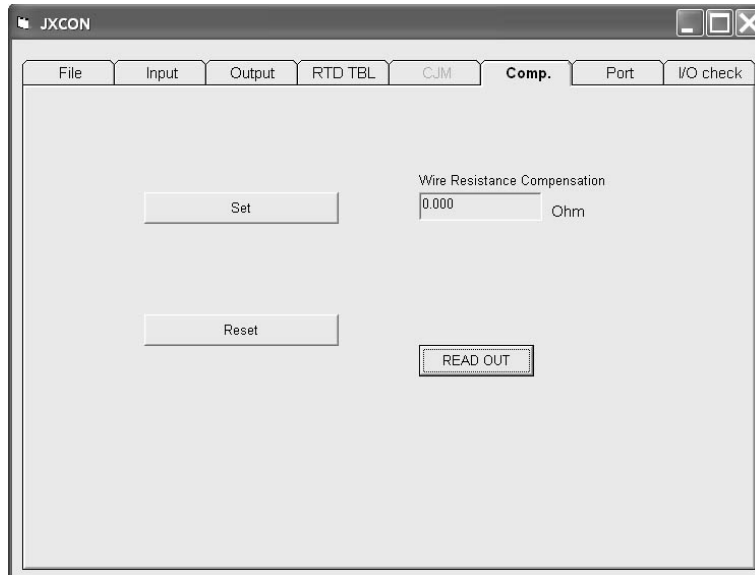 JXCON
File Input Output RTD TBL CJM Comp. Port I/O check
Wire Resistance Compensation
Set 0.000 Ohm
Reset
READ OUT